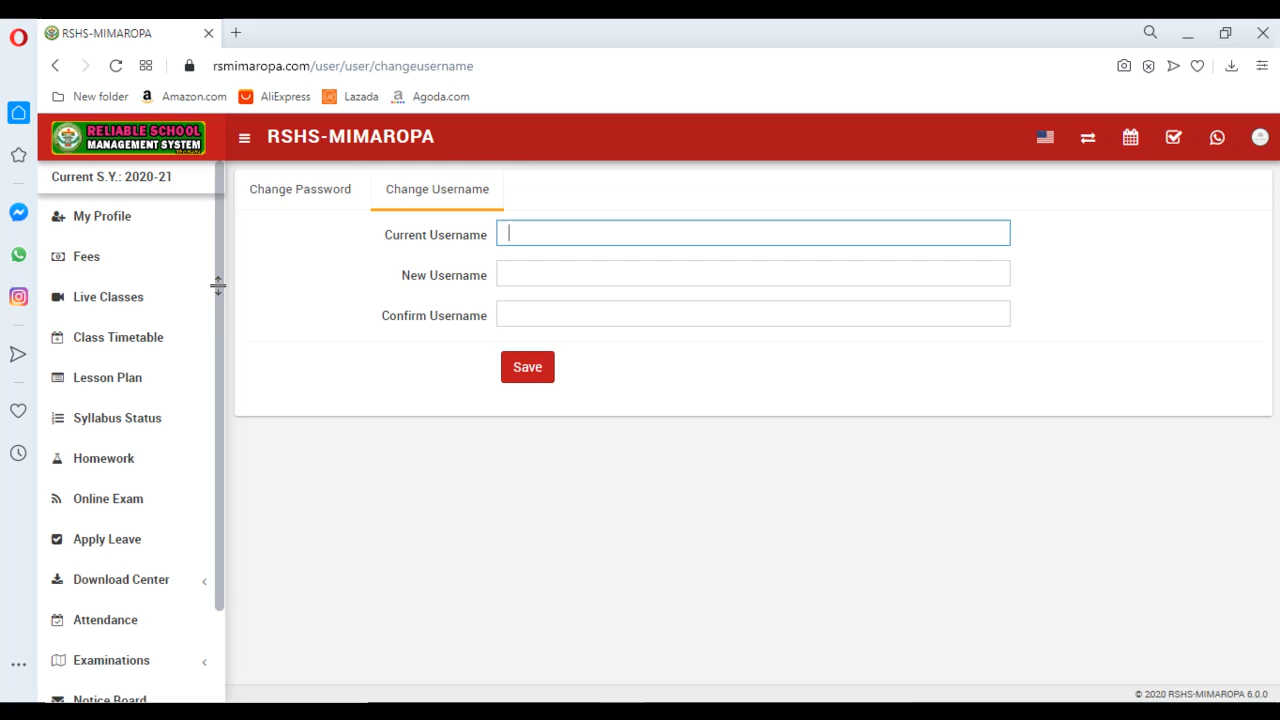 RSHS-MIMAROPA
rsmimaropa.com/user/user/changeusername
New folder
Amazon.com
AliExpress
Lazada
Agoda.com
RELIABLE SCHOOL
MANAGEMENT SYSTEM
RSHS-MIMAROPA
Current S.Y.: 2020-21
My Profile
Fees
Live Classes
Class Timetable
Lesson Plan
Syllabus Status
Homework
Online Exam
Apply Leave
Download Center
Attendance
Examinations
Notice Board
Change Password
Change Username
Current Username
New Username
Confirm Username
Save
© 2020 RSHS-MIMAROPA 6.0.0